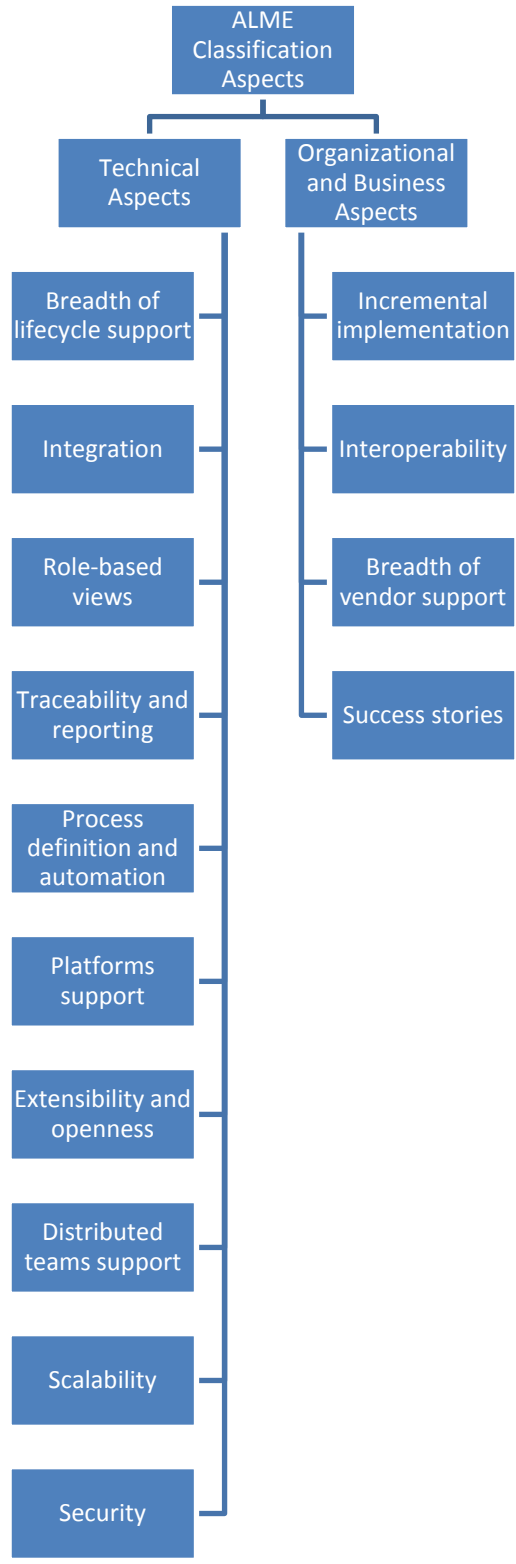 ALME
Classification
Aspects
Technical
Aspects
Organizational
and Business
Aspects
Breadth of
lifecycle support
Integration
Role-based
views
Traceability and
reporting
Process
definition and
automation
Platforms
support
Extensibility and
openness
Distributed
teams support
Scalability
Security
Incremental
implementation
Interoperability
Breadth of
vendor support
Success stories